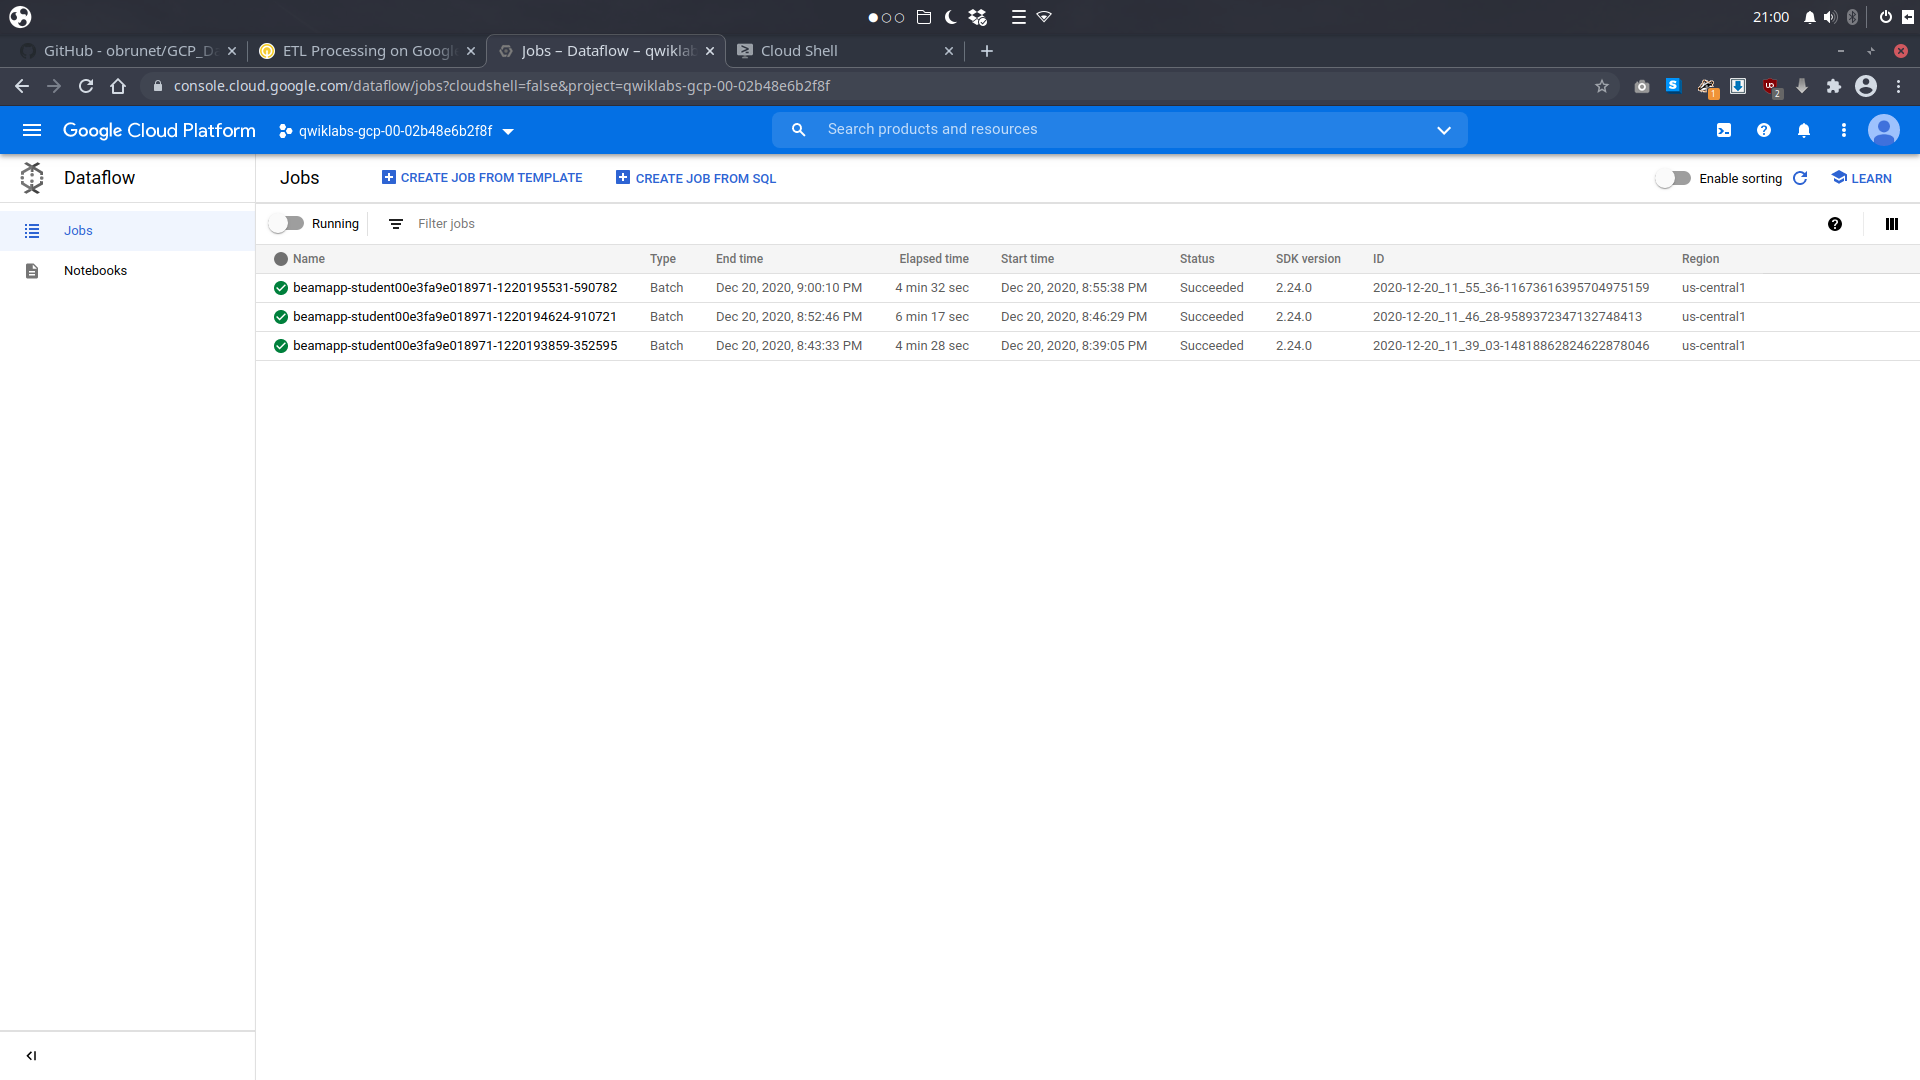 21:00
GitHub - obrunet/GCP_Da
ETL Processing on Google
Jobs – Dataflow – qwiklab
Cloud Shell
console.cloud.google.com/dataflow/jobs?cloudshell=false&project=qwiklabs-gcp-00-02b48e6b2f8f
1
2
Google Cloud Platform
qwiklabs-gcp-00-02b48e6b2f8f
Search products and resources
Dataflow
Jobs
CREATE JOB FROM TEMPLATE
CREATE JOB FROM SQL
Enable sorting
LEARN
Jobs
Notebooks
Running
Filter jobs
Name Type End time Elapsed time Start time Status SDK version ID Region
beamapp-student00e3fa9e018971-1220195531-590782 Batch Dec 20, 2020, 9:00:10 PM 4 min 32 sec Dec 20, 2020, 8:55:38 PM Succeeded 2.24.0 2020-12-20_11_55_36-11673616395704975159 us-central1
beamapp-student00e3fa9e018971-1220194624-910721 Batch Dec 20, 2020, 8:52:46 PM 6 min 17 sec Dec 20, 2020, 8:46:29 PM Succeeded 2.24.0 2020-12-20_11_46_28-9589372347132748413 us-central1
beamapp-student00e3fa9e018971-1220193859-352595 Batch Dec 20, 2020, 8:43:33 PM 4 min 28 sec Dec 20, 2020, 8:39:05 PM Succeeded 2.24.0 2020-12-20_11_39_03-14818862824622878046 us-central1